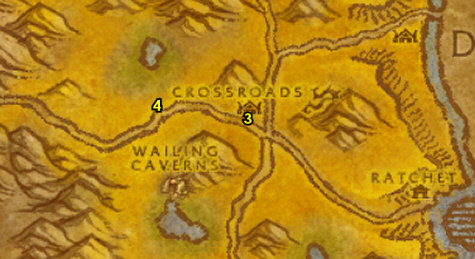 D
CROSSROADS
4
3
WAILING
CAVERNS
RATCHET